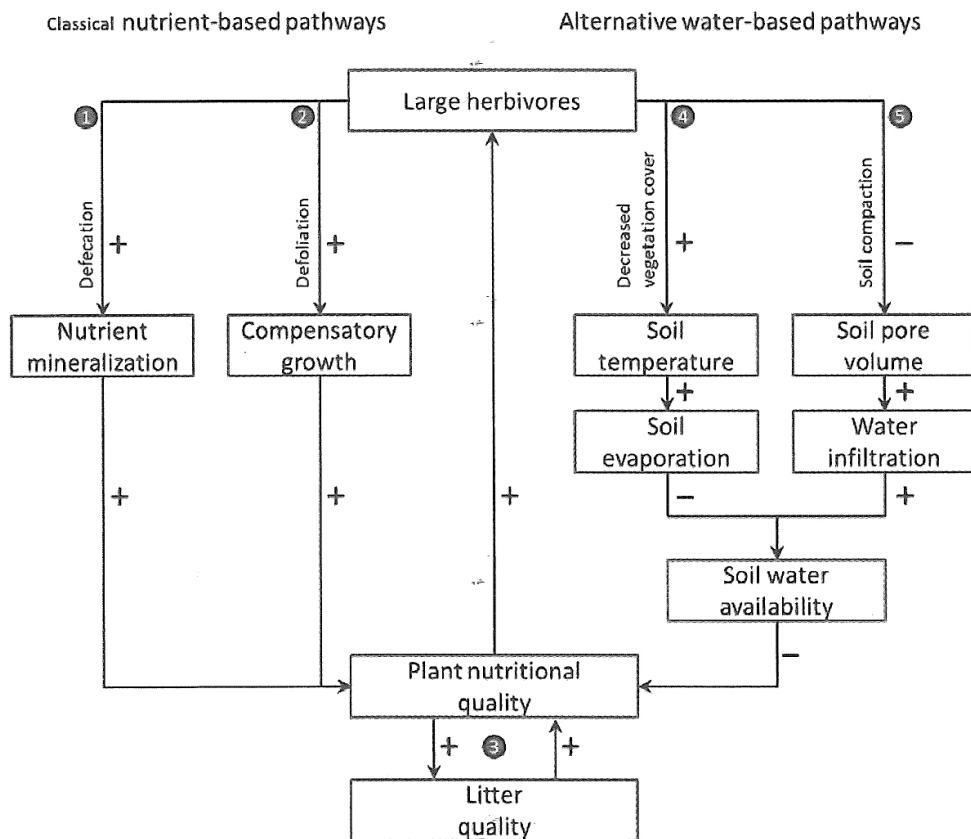 Classical nutrient-based pathways
Alternative water-based pathways
Large herbivores
1
2
4
5
Defecation
+
Defoliation
+
Decreased
vegetation cover
+
Soil compaction
−
Nutrient
mineralization
Compensatory
growth
Soil
temperature
Soil pore
volume
+
+
Soil
evaporation
Water
infiltration
+
+
+
−
+
Soil water
availability
−
Plant nutritional
quality
+
3
+
Litter
quality